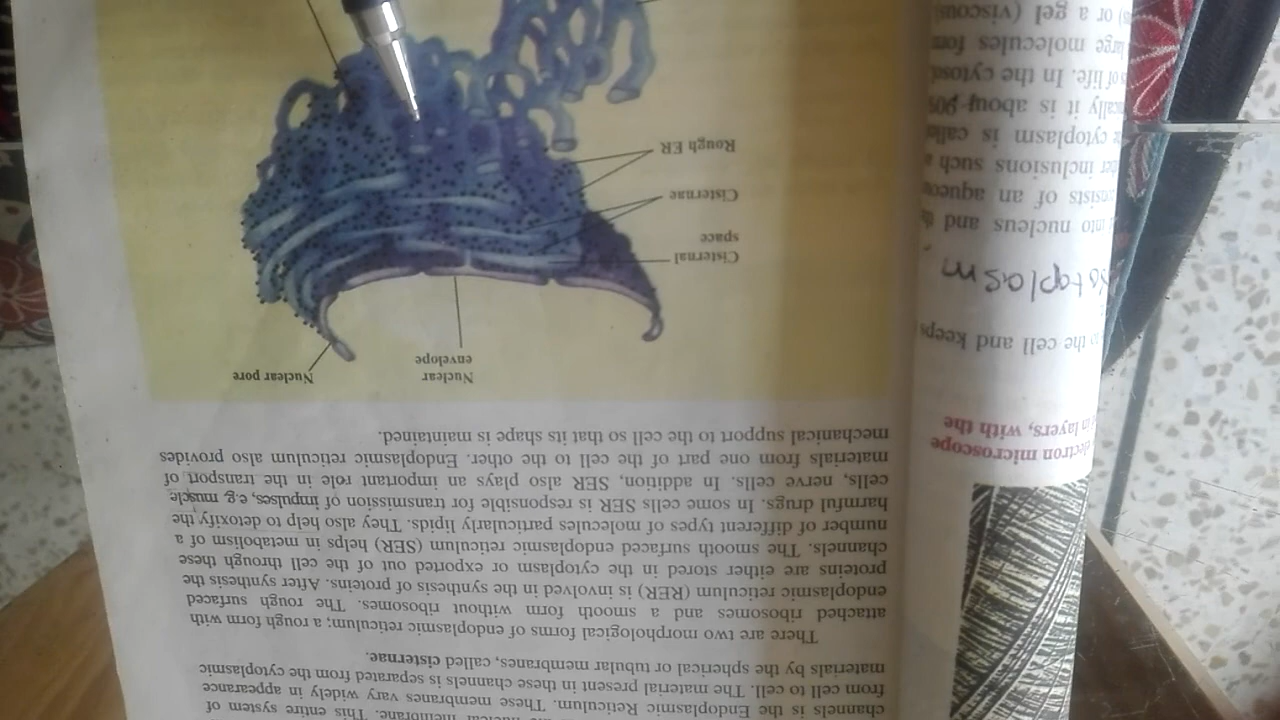 channels is the Endoplasmic Reticulum. These membranes vary widely in appearance
from cell to cell. The material present in these channels is separated from the cytoplasmic
materials by the spherical or tubular membranes, called cisternae.
There are two morphological forms of endoplasmic reticulum; a rough form with
attached ribosomes and a smooth form without ribosomes. The rough surfaced
endoplasmic reticulum (RER) is involved in the synthesis of proteins. After synthesis the
proteins are either stored in the cytoplasm or exported out of the cell through these
channels. The smooth surfaced endoplasmic reticulum (SER) helps in metabolism of a
number of different types of molecules particularly lipids. They also help to detoxify the
harmful drugs. In some cells SER is responsible for transmission of impulses, e.g. muscle
cells, nerve cells. In addition, SER also plays an important role in the transport of
materials from one part of the cell to the other. Endoplasmic reticulum also provides
mechanical support to the cell so that its shape is maintained.
Nuclear
envelope
Nuclear pore
Cisternal
space
Cisternae
Rough ER
electron microscope
in layers, with the
to the cell and keeps
into nucleus and
of an aqueous
inclusions such
cytoplasm is
it is about 90%
of life. In the cytosol
large molecules form
or a gel (viscous)